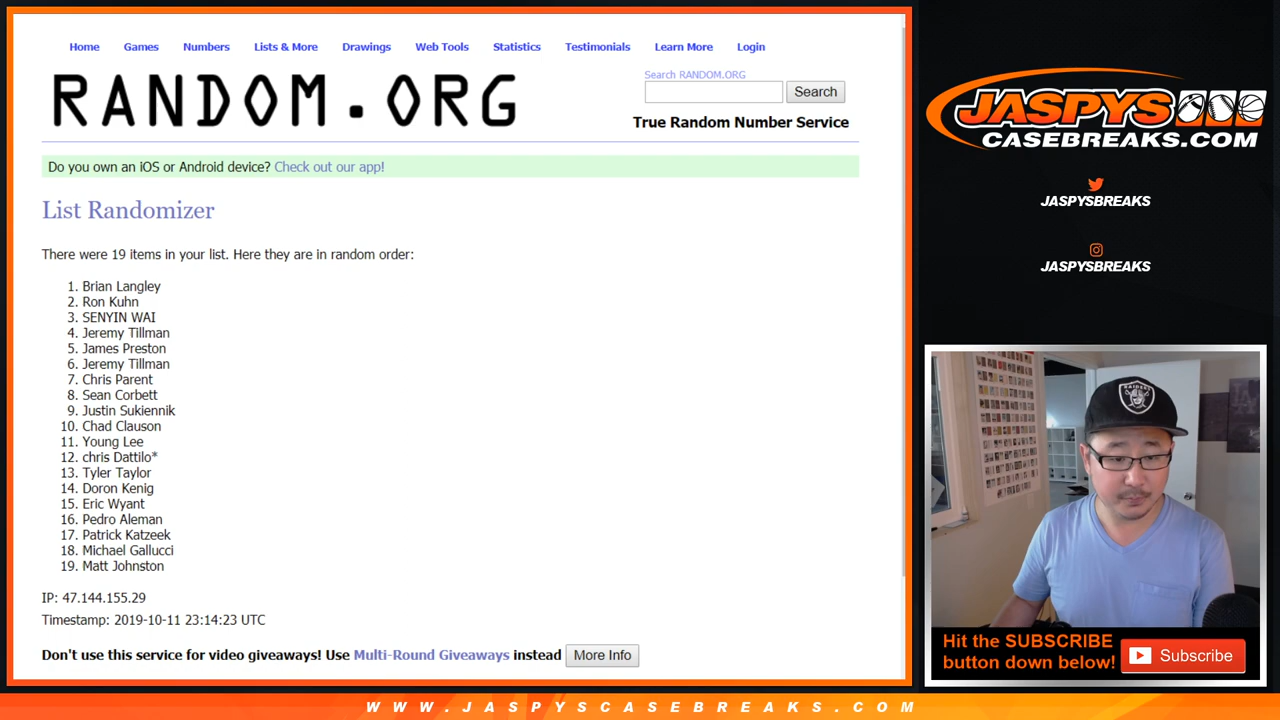 Home Games Numbers Lists & More Drawings Web Tools Statistics Testimonials Learn More Login
RANDOM.ORG
Search RANDOM.ORG
Search
True Random Number Service
Do you own an iOS or Android device? Check out our app!
List Randomizer
There were 19 items in your list. Here they are in random order:
1. Brian Langley
2. Ron Kuhn
3. SENYIN WAI
4. Jeremy Tillman
5. James Preston
6. Jeremy Tillman
7. Chris Parent
8. Sean Corbett
9. Justin Sukiennik
10. Chad Clauson
11. Young Lee
12. chris Dattilo*
13. Tyler Taylor
14. Doron Kenig
15. Eric Wyant
16. Pedro Aleman
17. Patrick Katzeek
18. Michael Gallucci
19. Matt Johnston
IP: 47.144.155.29
Timestamp: 2019-10-11 23:14:23 UTC
Don't use this service for video giveaways! Use Multi-Round Giveaways instead More Info
JASPYS
CASEBREAKS.COM
JASPYSBREAKS
JASPYSBREAKS
RAIDERS
Hit the SUBSCRIBE
button down below!
Subscribe
WWW.JASPYSCASEBREAKS.COM